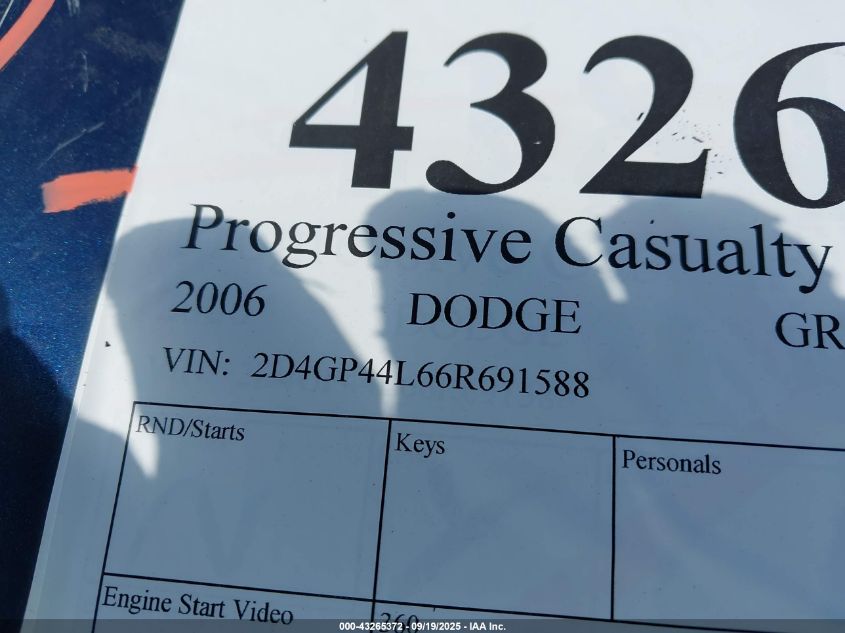 4326
Progressive Casualty
2006 DODGE GR
VIN: 2D4GP44L66R691588
RND/Starts Keys Personals
Engine Start Video 360
000-43265372 - 09/19/2025 - IAA Inc.